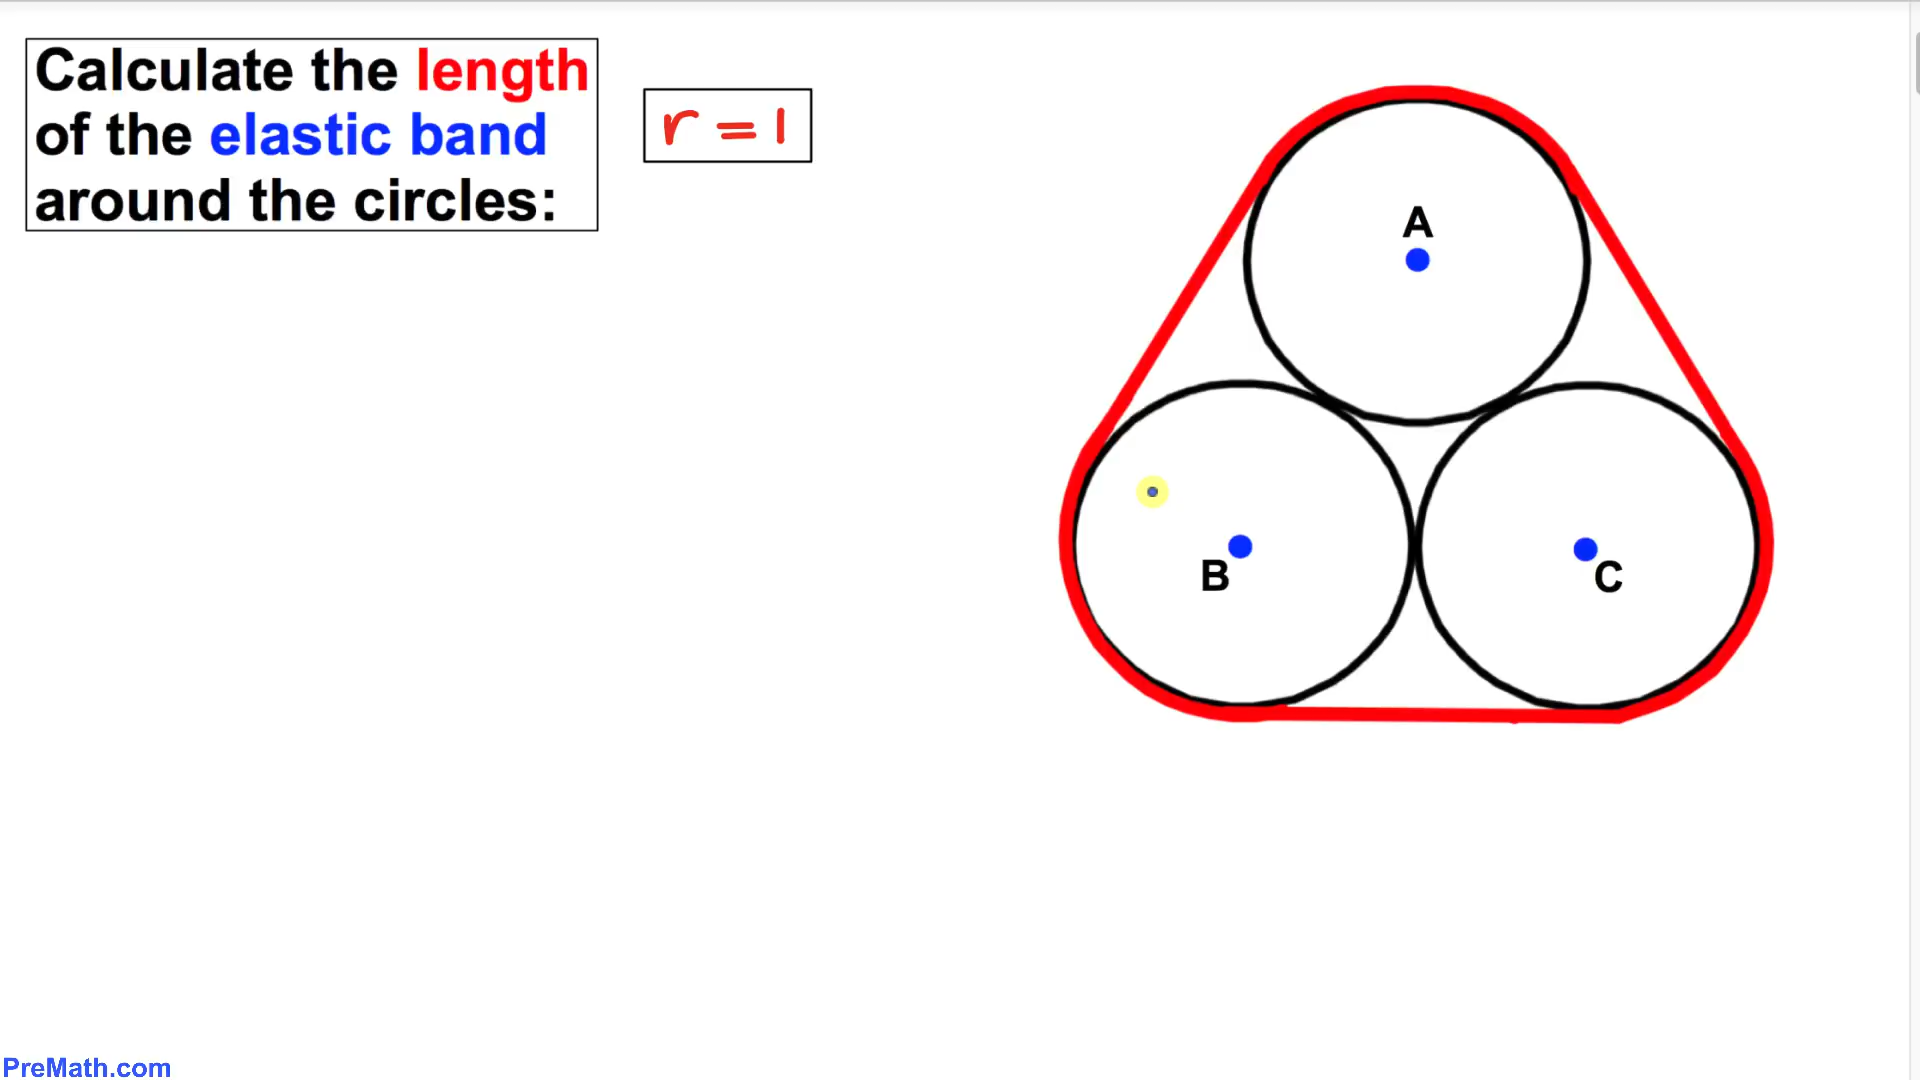 Calculate the length
of the elastic band
around the circles:
r = 1
A
B
C
PreMath.com